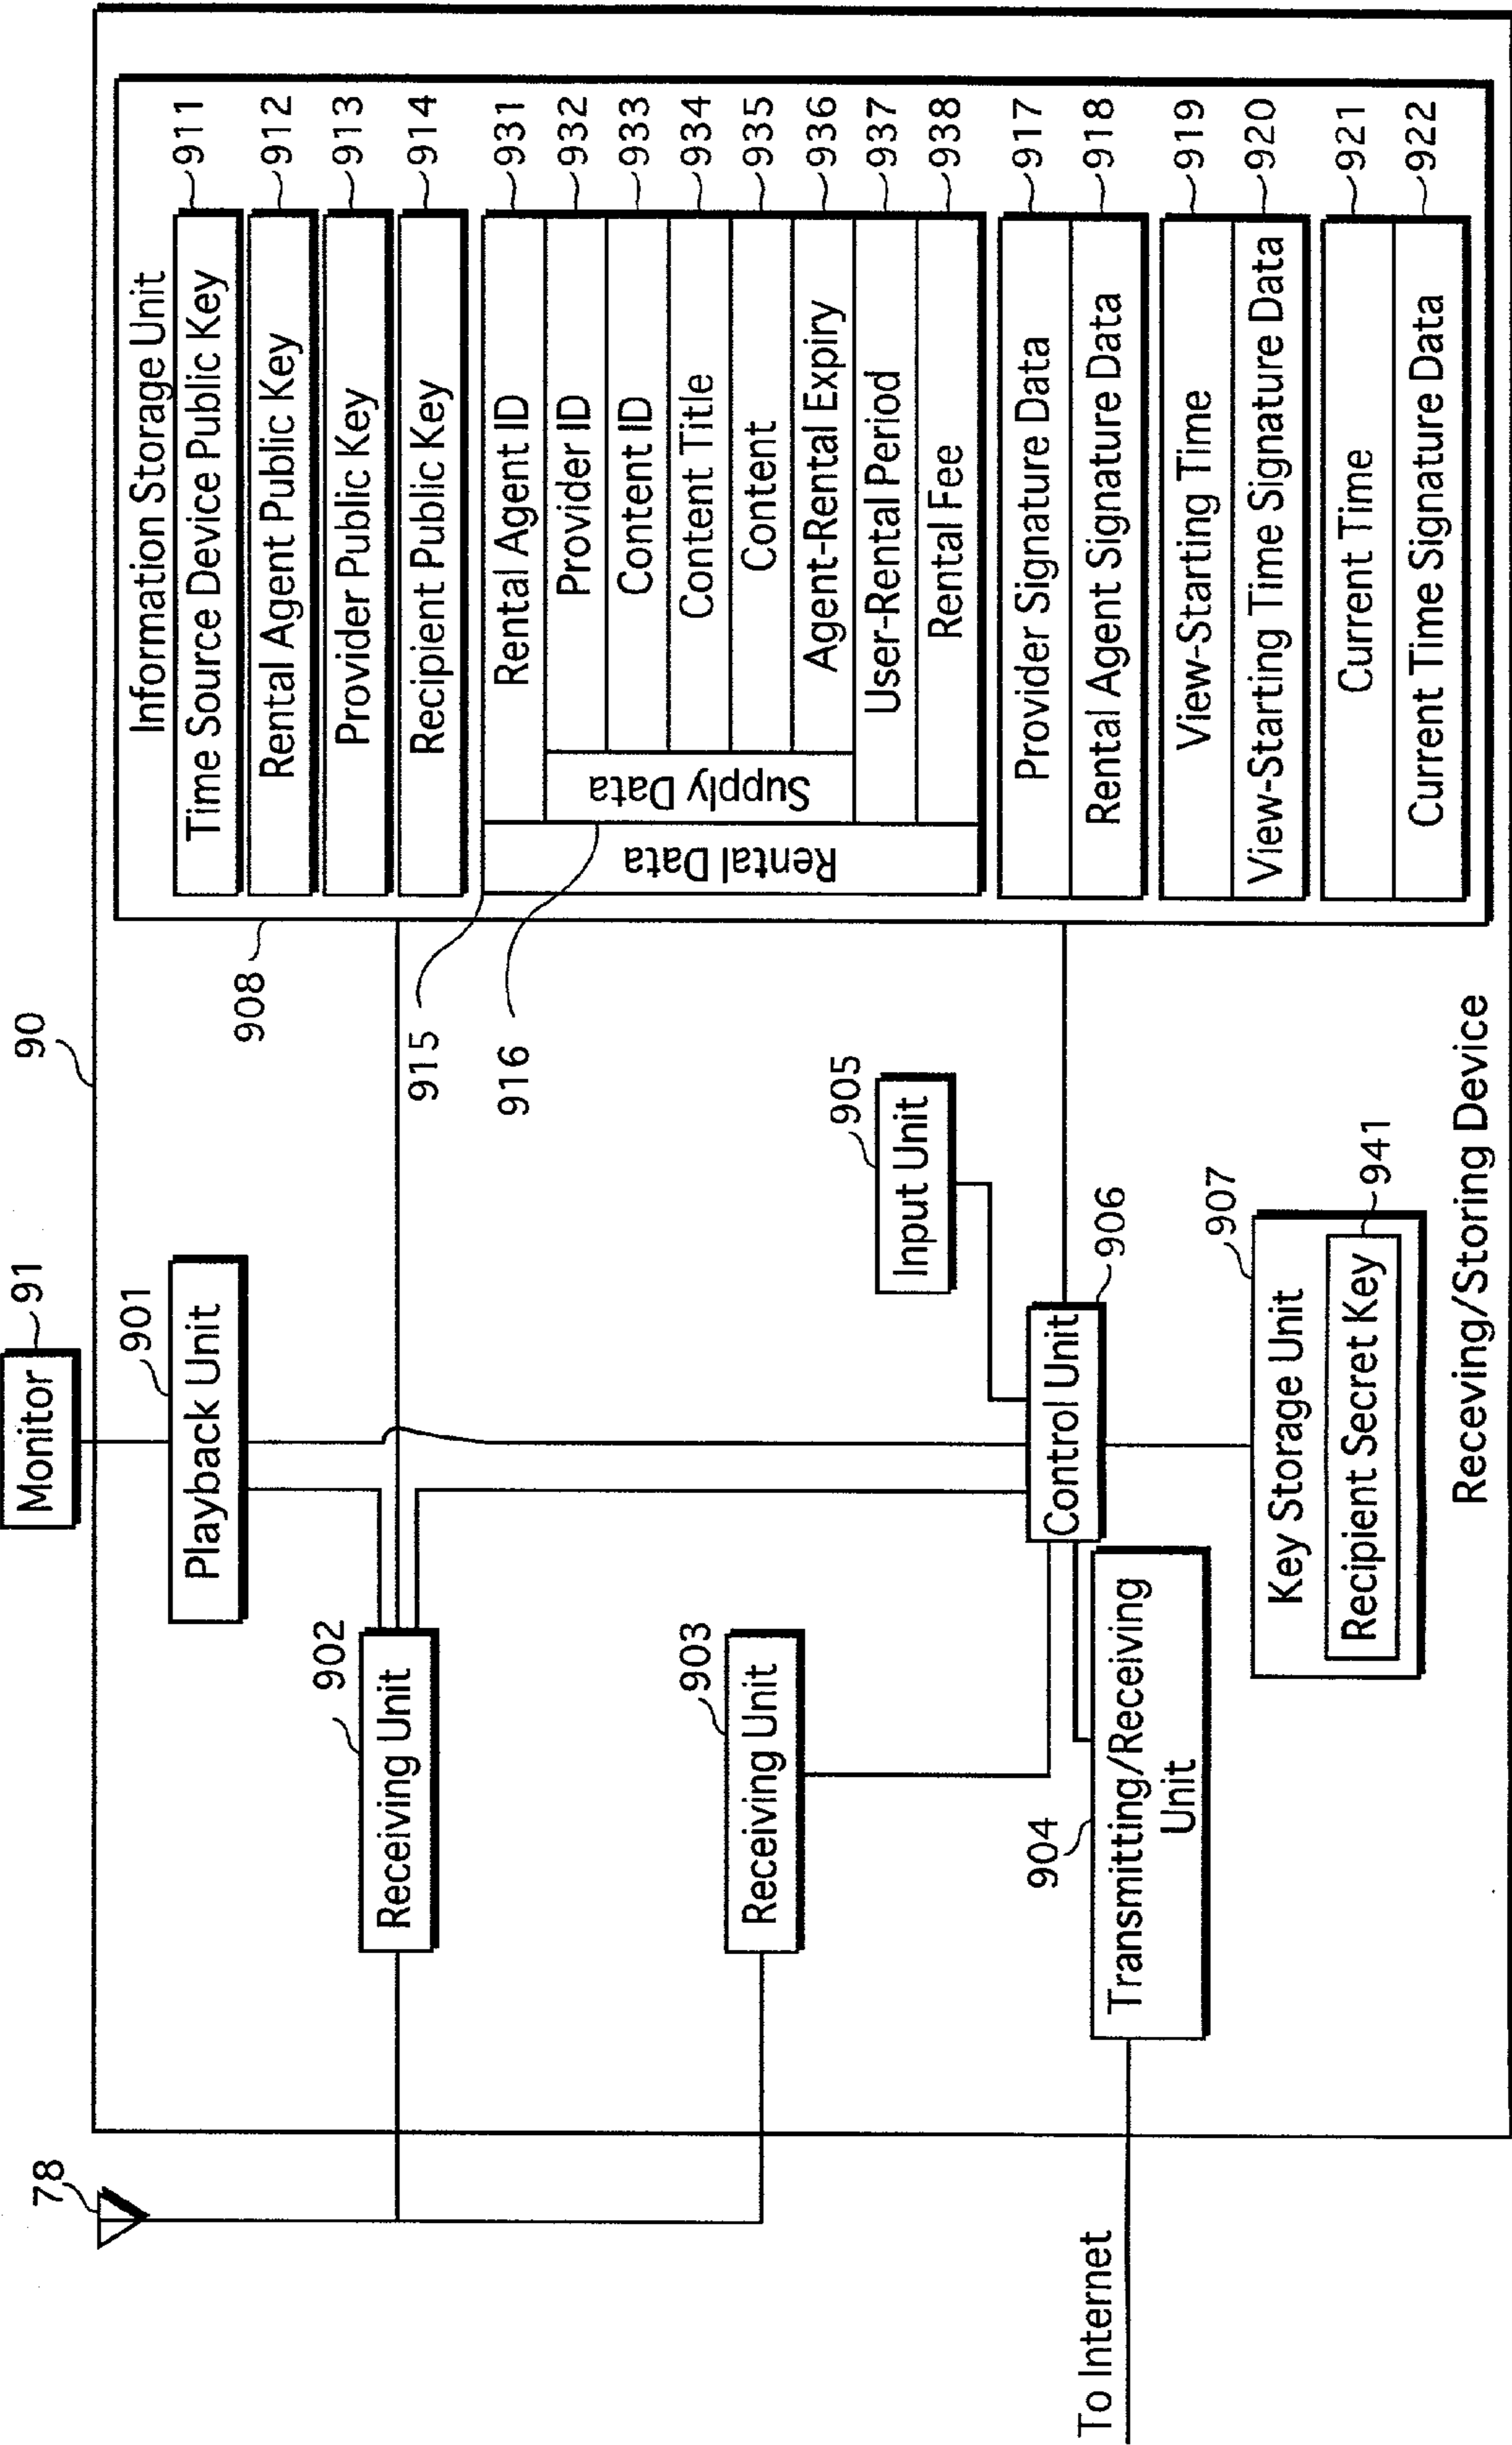 90
Monitor
91
78
Playback Unit
901
Receiving Unit
902
Receiving Unit
903
Transmitting/Receiving
Unit
904
To Internet
Input Unit
905
Control Unit
906
Key Storage Unit
907
Recipient Secret Key
941
Receiving/Storing Device
908
915
916
Information Storage Unit
Time Source Device Public Key
911
Rental Agent Public Key
912
Provider Public Key
913
Recipient Public Key
914
Rental Data
Supply Data
Rental Agent ID
931
Provider ID
932
Content ID
933
Content Title
934
Content
935
Agent-Rental Expiry
936
User-Rental Period
937
Rental Fee
938
Provider Signature Data
917
Rental Agent Signature Data
918
View-Starting Time
919
View-Starting Time Signature Data
920
Current Time
921
Current Time Signature Data
922